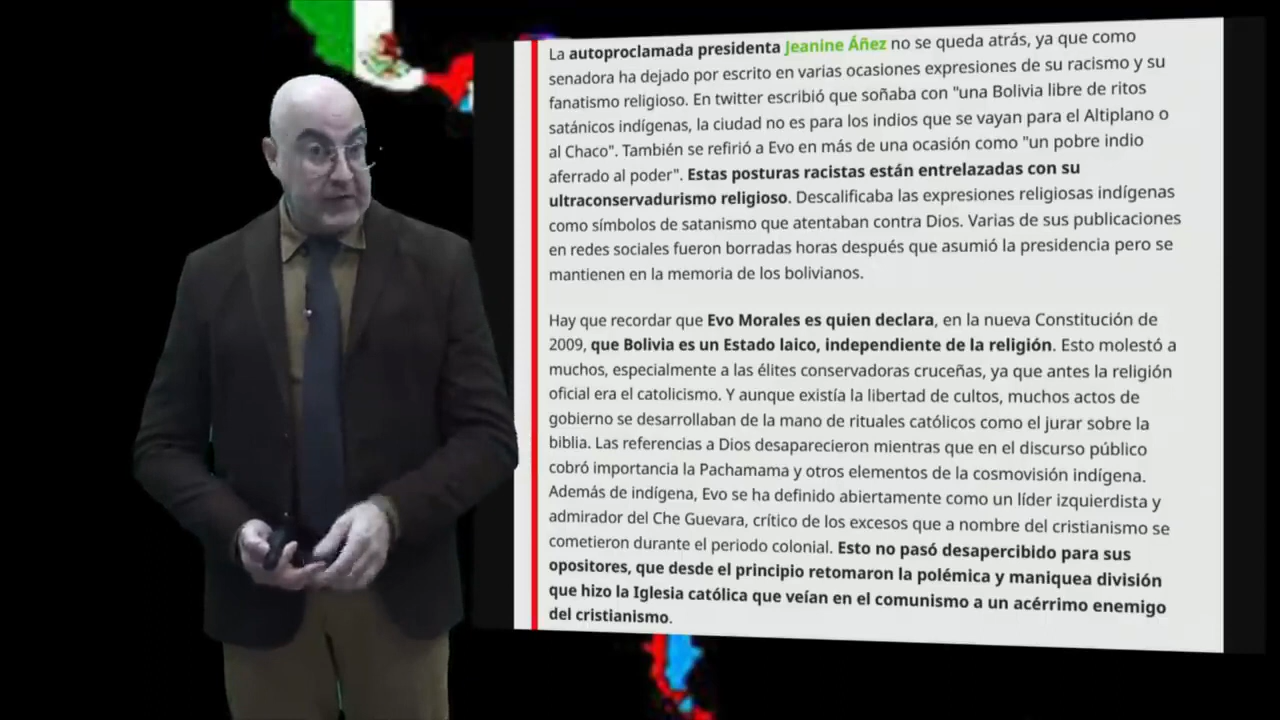 La autoproclamada presidenta Jeanine Áñez no se queda atrás, ya que como
senadora ha dejado por escrito en varias ocasiones expresiones de su racismo y su
fanatismo religioso. En twitter escribió que soñaba con "una Bolivia libre de ritos
satánicos indígenas, la ciudad no es para los indios que se vayan para el Altiplano o
al Chaco". También se refirió a Evo en más de una ocasión como "un pobre indio
aferrado al poder". Estas posturas racistas están entrelazadas con su
ultraconservadurismo religioso. Descalificaba las expresiones religiosas indígenas
como símbolos de satanismo que atentaban contra Dios. Varias de sus publicaciones
en redes sociales fueron borradas horas después que asumió la presidencia pero se
mantienen en la memoria de los bolivianos.
Hay que recordar que Evo Morales es quien declara, en la nueva Constitución de
2009, que Bolivia es un Estado laico, independiente de la religión. Esto molestó a
muchos, especialmente a las élites conservadoras cruceñas, ya que antes la religión
oficial era el catolicismo. Y aunque existía la libertad de cultos, muchos actos de
gobierno se desarrollaban de la mano de rituales católicos como el jurar sobre la
biblia. Las referencias a Dios desaparecieron mientras que en el discurso público
cobró importancia la Pachamama y otros elementos de la cosmovisión indígena.
Además de indígena, Evo se ha definido abiertamente como un líder izquierdista y
admirador del Che Guevara, crítico de los excesos que a nombre del cristianismo se
cometieron durante el periodo colonial. Esto no pasó desapercibido para sus
opositores, que desde el principio retomaron la polémica y maniquea división
que hizo la Iglesia católica que veían en el comunismo a un acérrimo enemigo
del cristianismo.